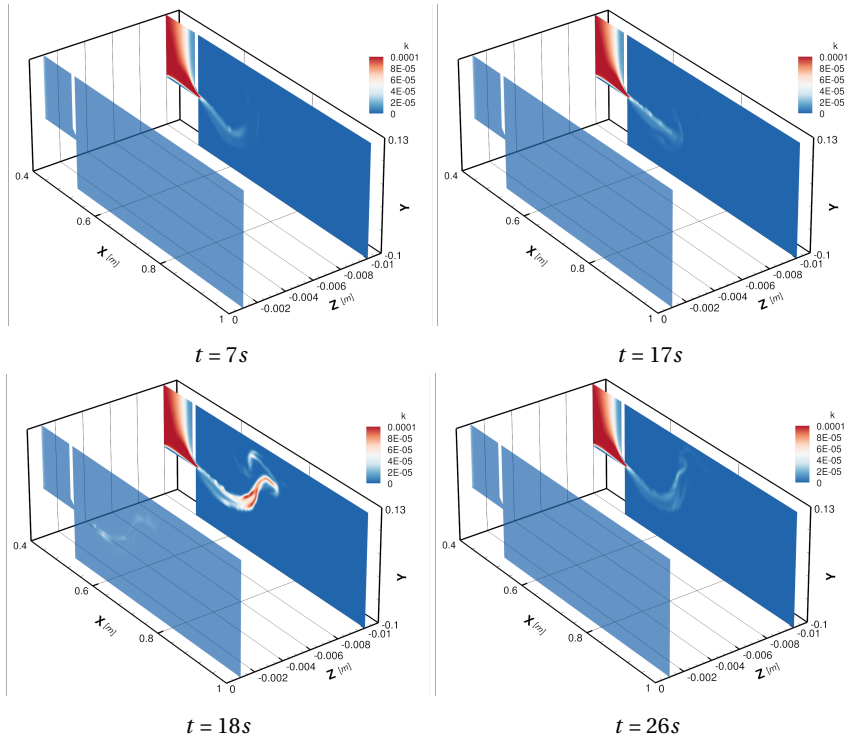 k
0.0001
8E-05
6E-05
4E-05
2E-05
0
0.13
Y
-0.1
0.4
0.6
X [m]
0.8
1
0
-0.002
-0.004
-0.006
-0.008
-0.01
Z [m]
t = 7s
k
0.0001
8E-05
6E-05
4E-05
2E-05
0
0.13
Y
-0.1
0.4
0.6
X [m]
0.8
1
0
-0.002
-0.004
-0.006
-0.008
-0.01
Z [m]
t = 17s
k
0.0001
8E-05
6E-05
4E-05
2E-05
0
0.13
Y
-0.1
0.4
0.6
X [m]
0.8
1
0
-0.002
-0.004
-0.006
-0.008
-0.01
Z [m]
t = 18s
k
0.0001
8E-05
6E-05
4E-05
2E-05
0
0.13
Y
-0.1
0.4
0.6
X [m]
0.8
1
0
-0.002
-0.004
-0.006
-0.008
-0.01
Z [m]
t = 26s